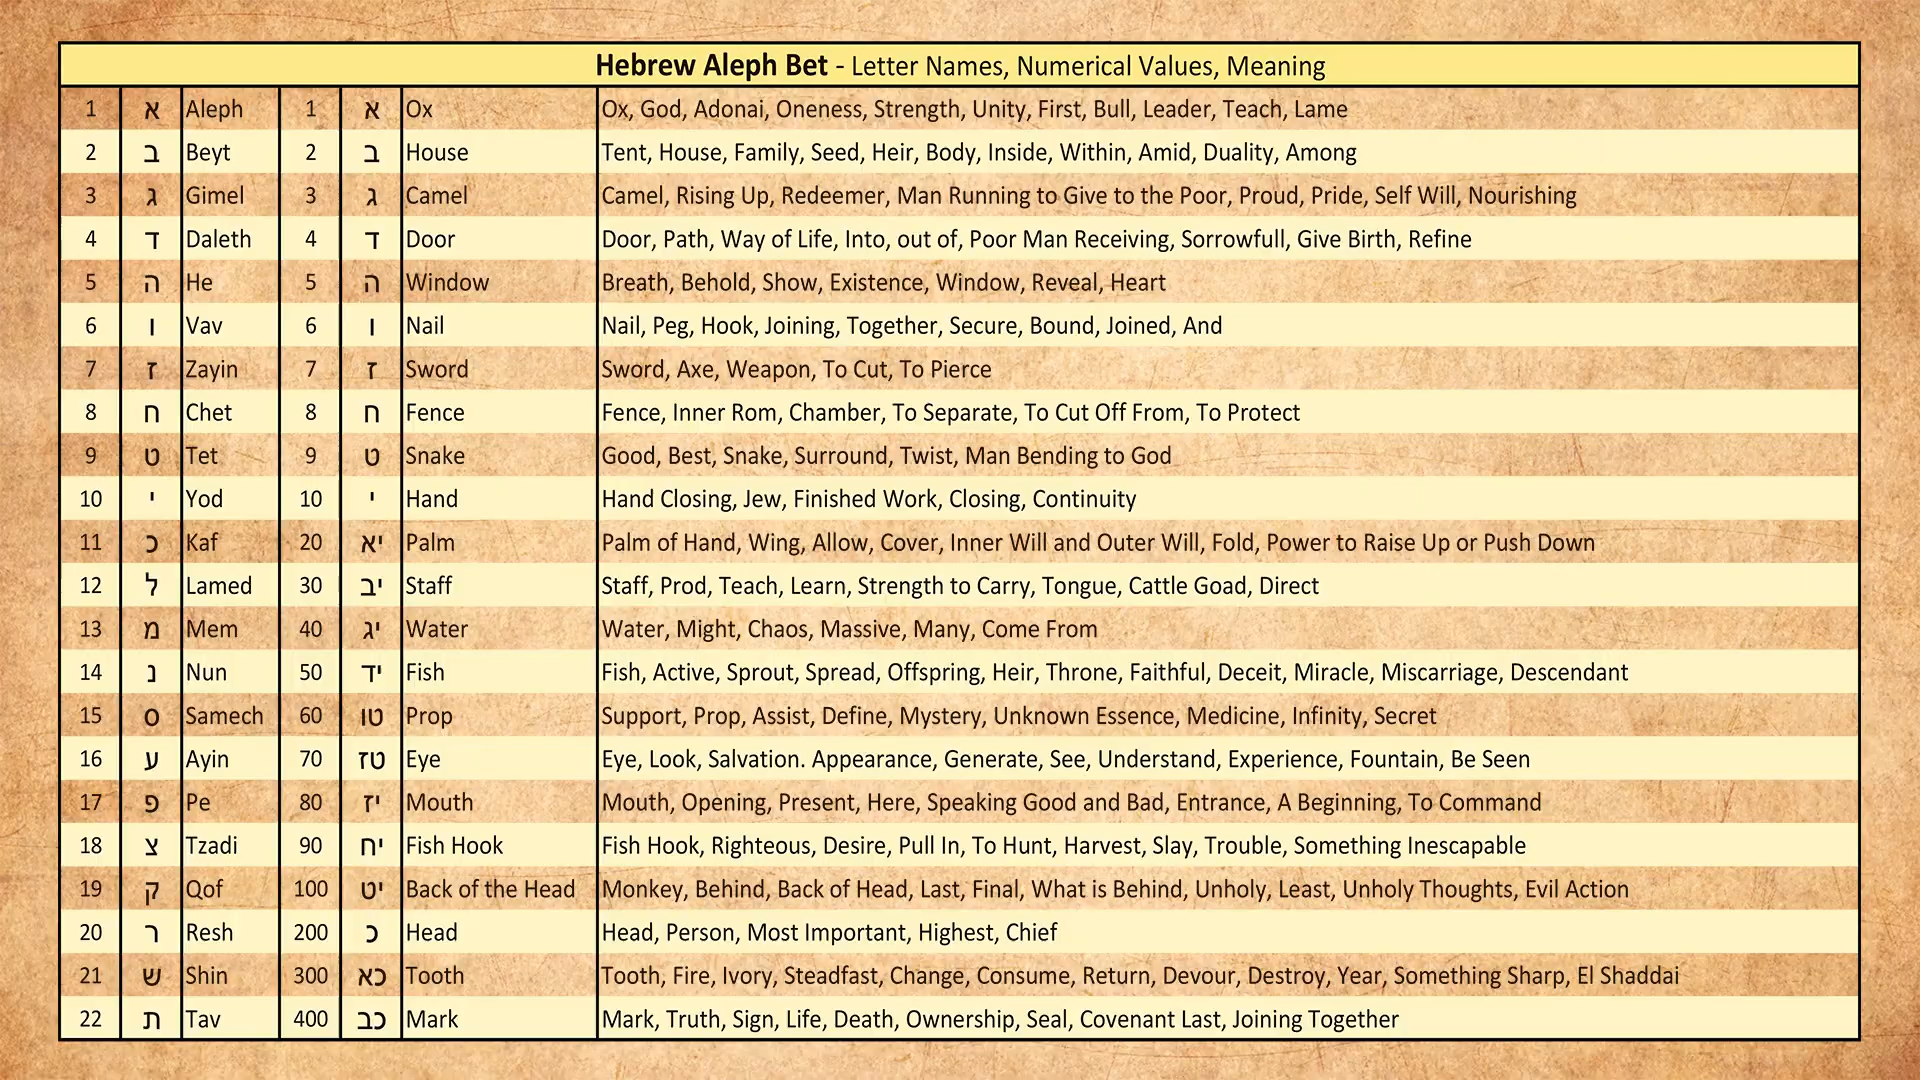 Hebrew Aleph Bet - Letter Names, Numerical Values, Meaning
1 א Aleph 1 א Ox Ox, God, Adonai, Oneness, Strength, Unity, First, Bull, Leader, Teach, Lame
2 ב Beyt 2 ב House Tent, House, Family, Seed, Heir, Body, Inside, Within, Amid, Duality, Among
3 ג Gimel 3 ג Camel Camel, Rising Up, Redeemer, Man Running to Give to the Poor, Proud, Pride, Self Will, Nourishing
4 ד Daleth 4 ד Door Door, Path, Way of Life, Into, out of, Poor Man Receiving, Sorrowfull, Give Birth, Refine
5 ה He 5 ה Window Breath, Behold, Show, Existence, Window, Reveal, Heart
6 ו Vav 6 ו Nail Nail, Peg, Hook, Joining, Together, Secure, Bound, Joined, And
7 ז Zayin 7 ז Sword Sword, Axe, Weapon, To Cut, To Pierce
8 ח Chet 8 ח Fence Fence, Inner Rom, Chamber, To Separate, To Cut Off From, To Protect
9 ט Tet 9 ט Snake Good, Best, Snake, Surround, Twist, Man Bending to God
10 י Yod 10 י Hand Hand Closing, Jew, Finished Work, Closing, Continuity
11 כ Kaf 20 יא Palm Palm of Hand, Wing, Allow, Cover, Inner Will and Outer Will, Fold, Power to Raise Up or Push Down
12 ל Lamed 30 יב Staff Staff, Prod, Teach, Learn, Strength to Carry, Tongue, Cattle Goad, Direct
13 מ Mem 40 יג Water Water, Might, Chaos, Massive, Many, Come From
14 נ Nun 50 יד Fish Fish, Active, Sprout, Spread, Offspring, Heir, Throne, Faithful, Deceit, Miracle, Miscarriage, Descendant
15 ס Samech 60 טו Prop Support, Prop, Assist, Define, Mystery, Unknown Essence, Medicine, Infinity, Secret
16 ע Ayin 70 טז Eye Eye, Look, Salvation. Appearance, Generate, See, Understand, Experience, Fountain, Be Seen
17 פ Pe 80 יז Mouth Mouth, Opening, Present, Here, Speaking Good and Bad, Entrance, A Beginning, To Command
18 צ Tzadi 90 יח Fish Hook Fish Hook, Righteous, Desire, Pull In, To Hunt, Harvest, Slay, Trouble, Something Inescapable
19 ק Qof 100 יט Back of the Head Monkey, Behind, Back of Head, Last, Final, What is Behind, Unholy, Least, Unholy Thoughts, Evil Action
20 ר Resh 200 כ Head Head, Person, Most Important, Highest, Chief
21 ש Shin 300 כא Tooth Tooth, Fire, Ivory, Steadfast, Change, Consume, Return, Devour, Destroy, Year, Something Sharp, El Shaddai
22 ת Tav 400 כב Mark Mark, Truth, Sign, Life, Death, Ownership, Seal, Covenant Last, Joining Together